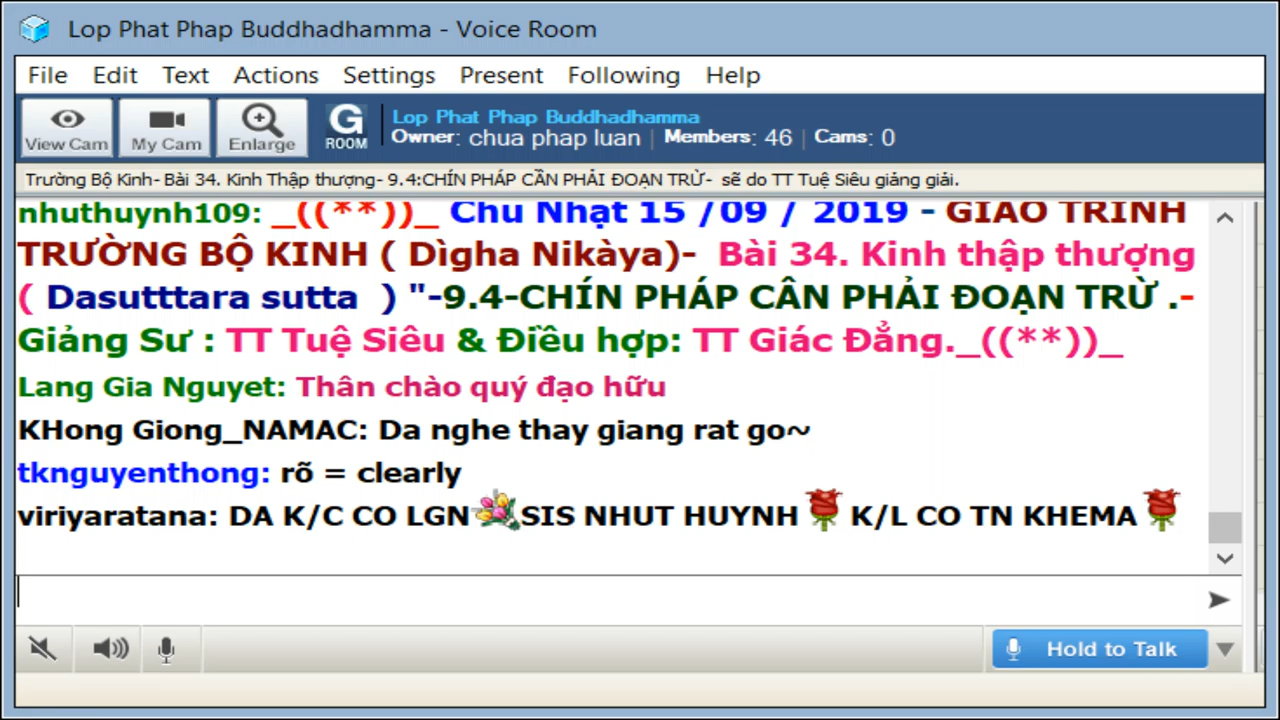 Lop Phat Phap Buddhadhamma - Voice Room
File Edit Text Actions Settings Present Following Help
View Cam My Cam Enlarge G ROOM Lop Phat Phap Buddhadhamma
Owner: chua phap luan | Members: 46 | Cams: 0
Trường Bộ Kinh- Bài 34. Kinh Thập thượng- 9.4:CHÍN PHÁP CẦN PHẢI ĐOẠN TRỪ- sẽ do TT Tuệ Siêu giảng giải.
nhuthuynh109: _((**))_ Chu Nhạt 15 /09 / 2019 - GIAO TRINH
TRƯỜNG BỘ KINH ( Dìgha Nikàya)- Bài 34. Kinh thập thượng
( Dasutttara sutta ) "-9.4-CHÍN PHÁP CÂN PHẢI ĐOẠN TRỪ .-
Giảng Sư : TT Tuệ Siêu & Điều hợp: TT Giác Đẳng._((**))_
Lang Gia Nguyet: Thân chào quý đạo hữu
KHong Giong_NAMAC: Da nghe thay giang rat go~
tknguyenthong: rõ = clearly
viriyaratana: DA K/C CO LGN SIS NHUT HUYNH K/L CO TN KHEMA
Hold to Talk